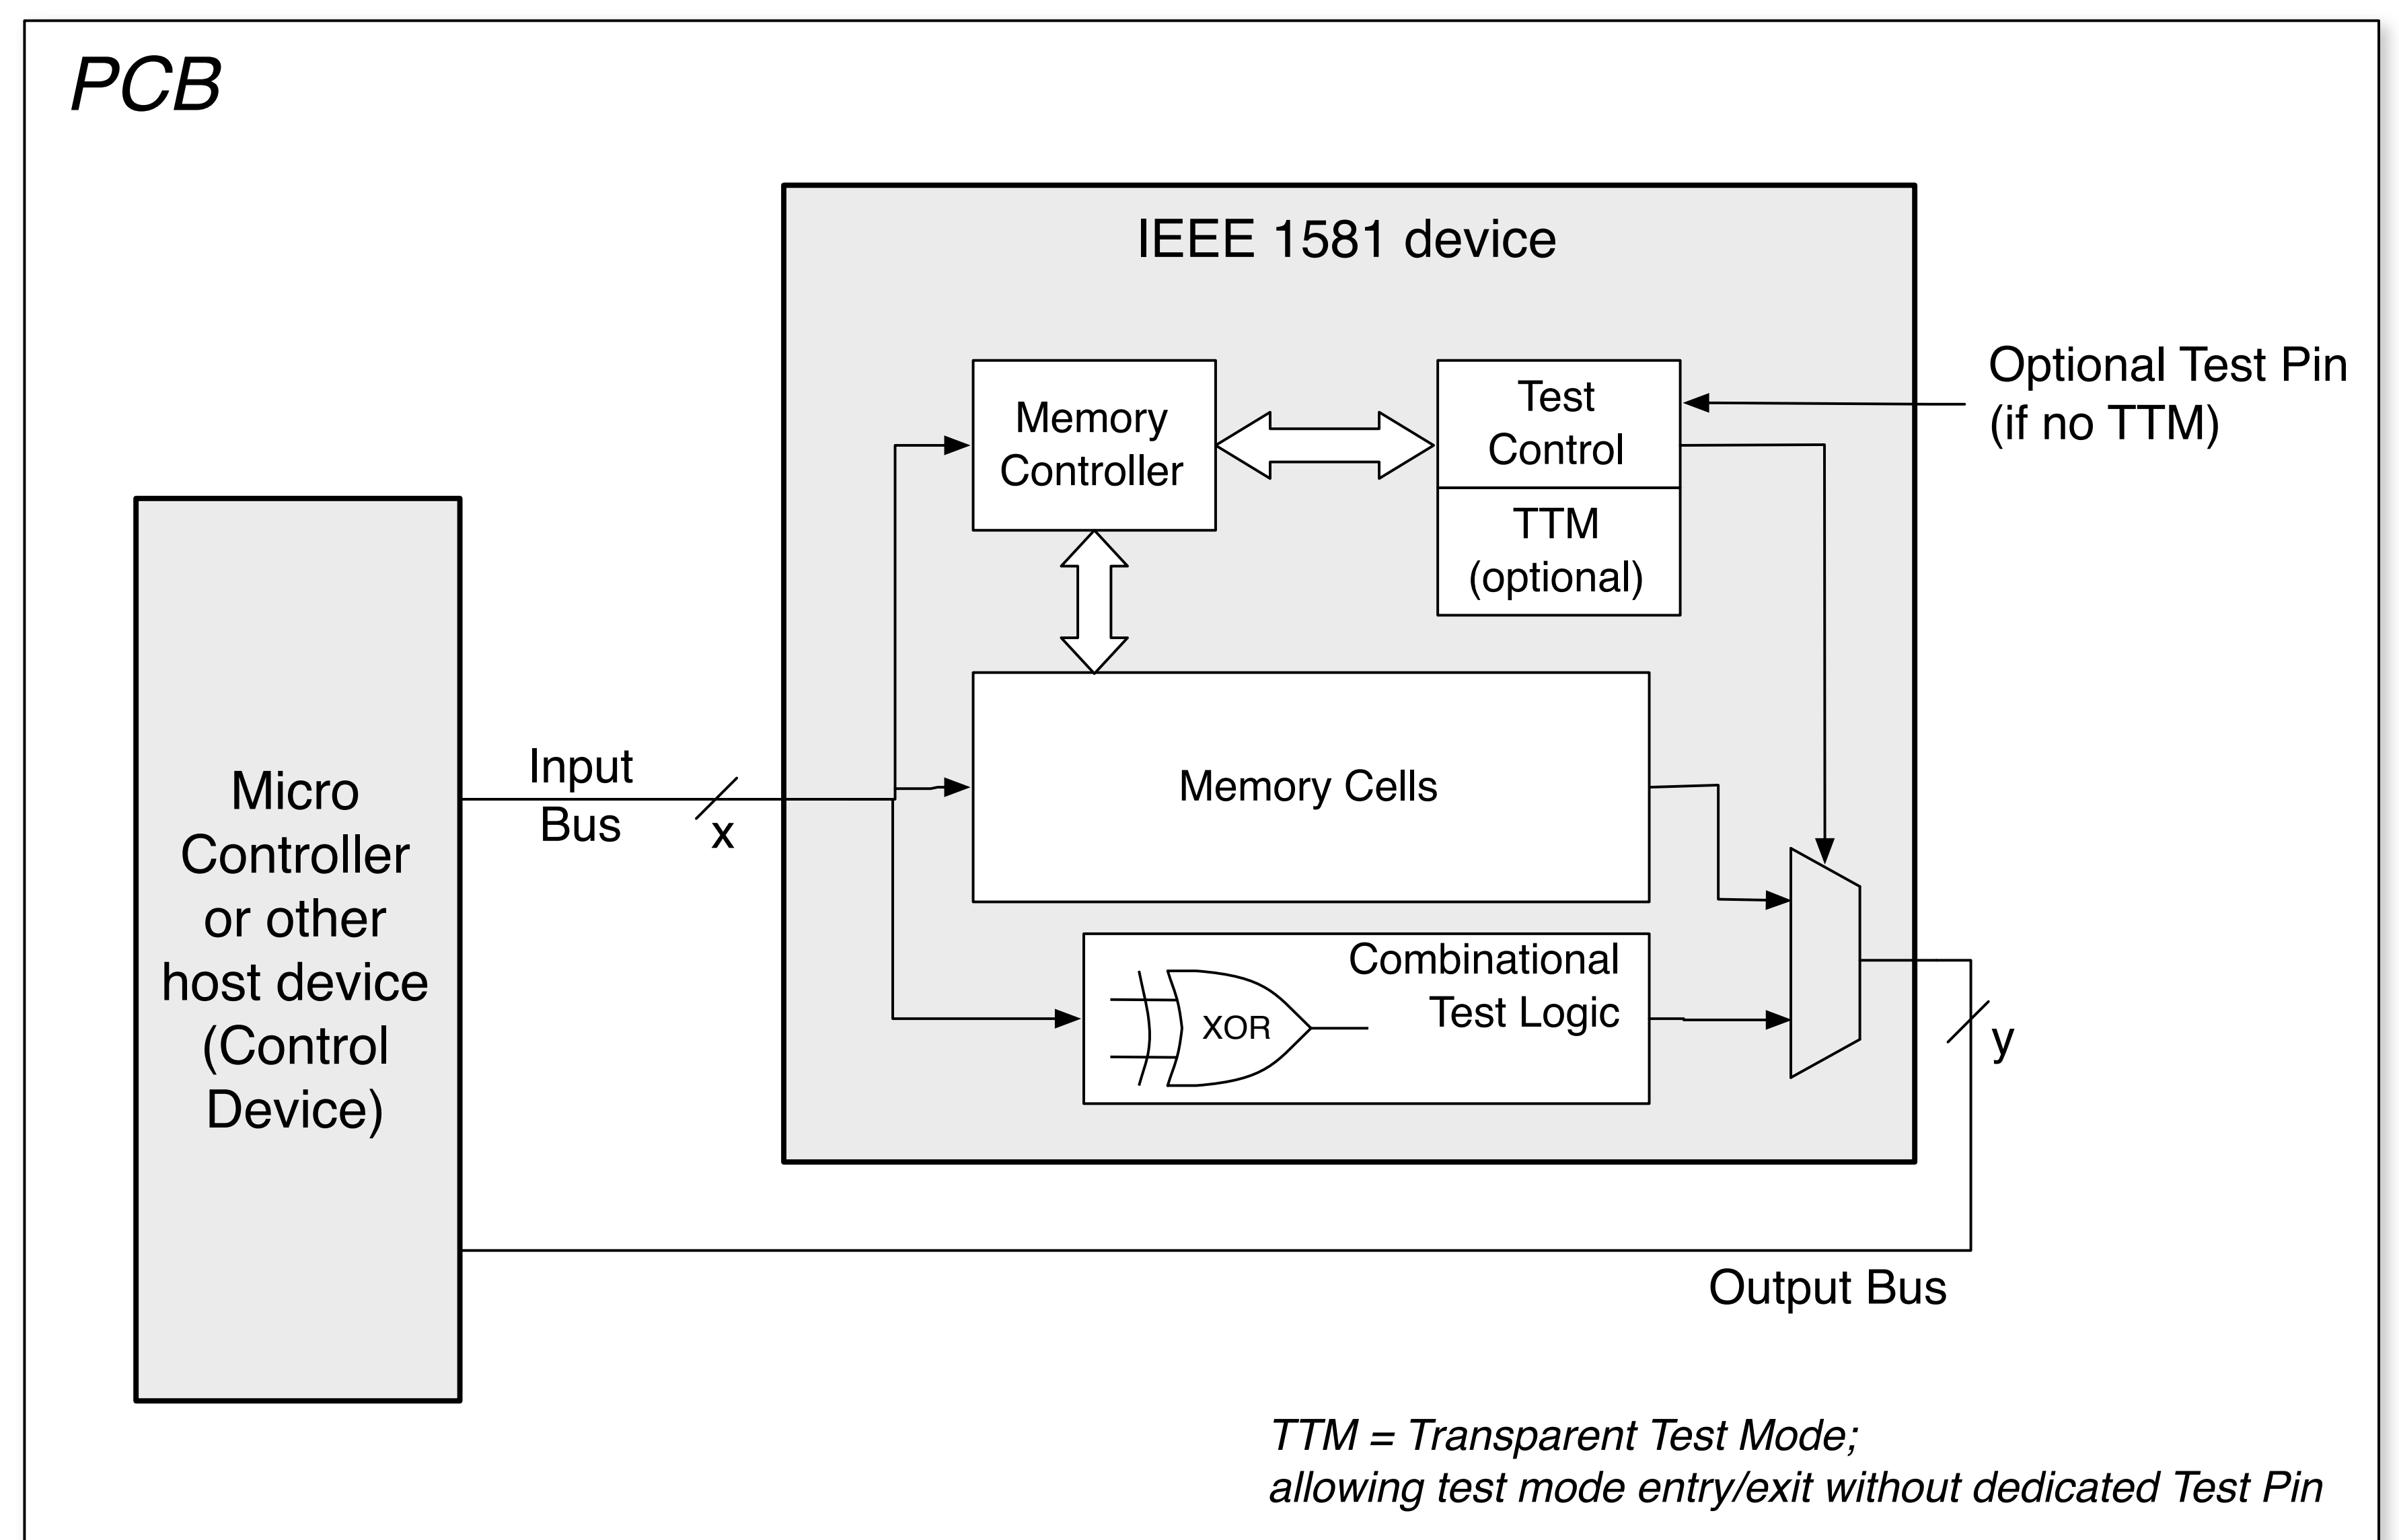 PCB
IEEE 1581 device
Optional Test Pin
(if no TTM)
Memory
Controller
Test
Control
TTM
(optional)
Micro
Controller
or other
host device
(Control
Device)
Input
Bus
x
Memory Cells
Combinational
Test Logic
XOR
y
Output Bus
TTM = Transparent Test Mode;
allowing test mode entry/exit without dedicated Test Pin